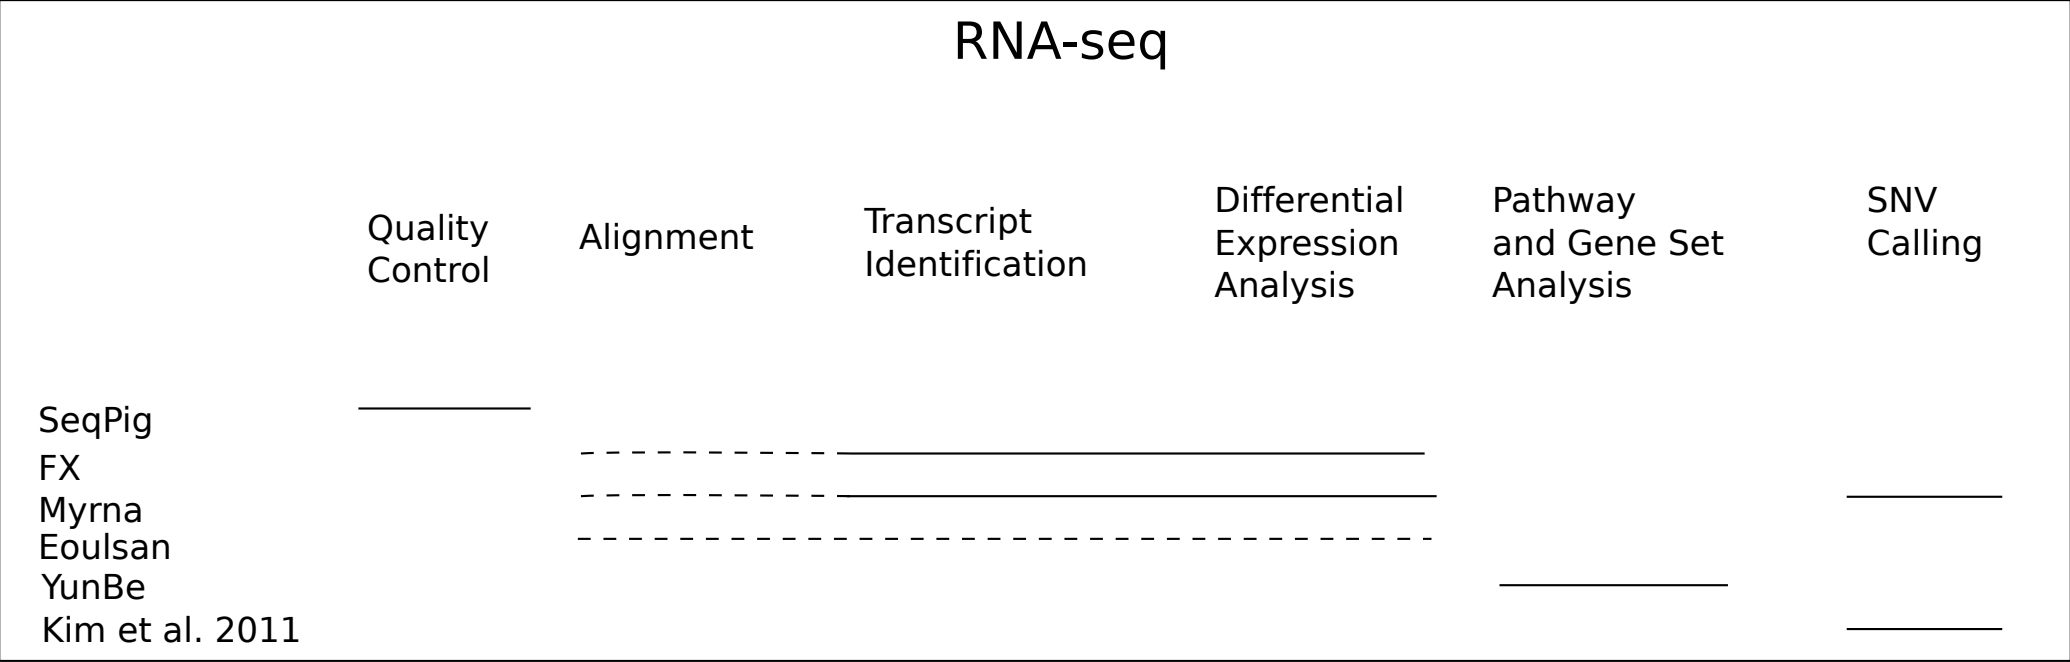 RNA-seq
Quality
Control
Alignment
Transcript
Identification
Differential
Expression
Analysis
Pathway
and Gene Set
Analysis
SNV
Calling
SeqPig
FX
Myrna
Eoulsan
YunBe
Kim et al. 2011